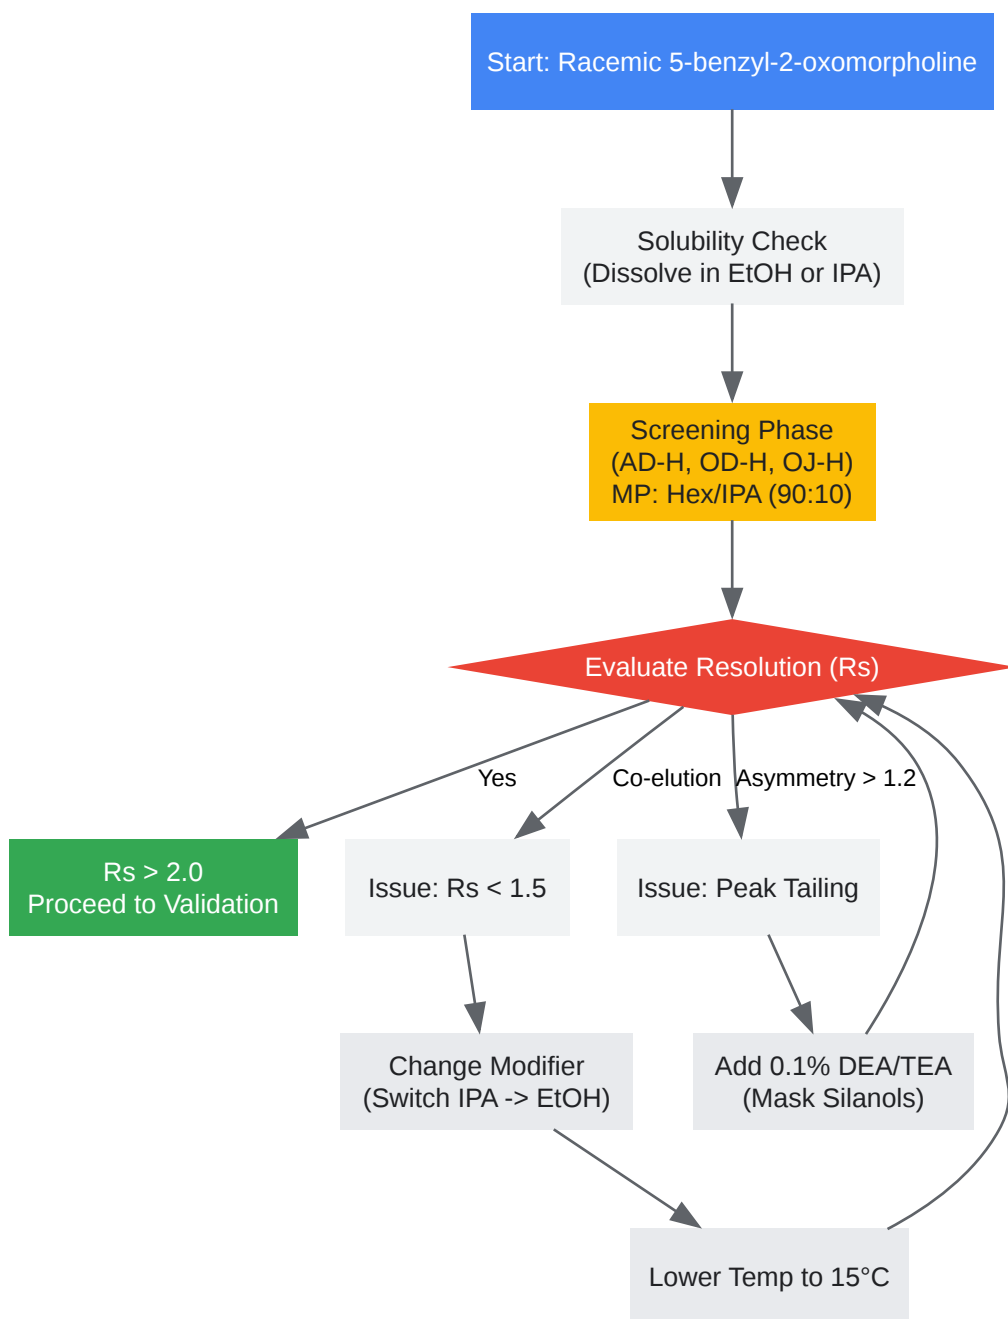 Start: Racemic 5-benzyl-2-oxomorpholine
Solubility Check
(Dissolve in EtOH or IPA)
Screening Phase
(AD-H, OD-H, OJ-H)
MP: Hex/IPA (90:10)
Evaluate Resolution (Rs)
Yes
Co-elution
Asymmetry > 1.2
Rs > 2.0
Proceed to Validation
Issue: Rs < 1.5
Issue: Peak Tailing
Change Modifier
(Switch IPA -> EtOH)
Add 0.1% DEA/TEA
(Mask Silanols)
Lower Temp to 15°C